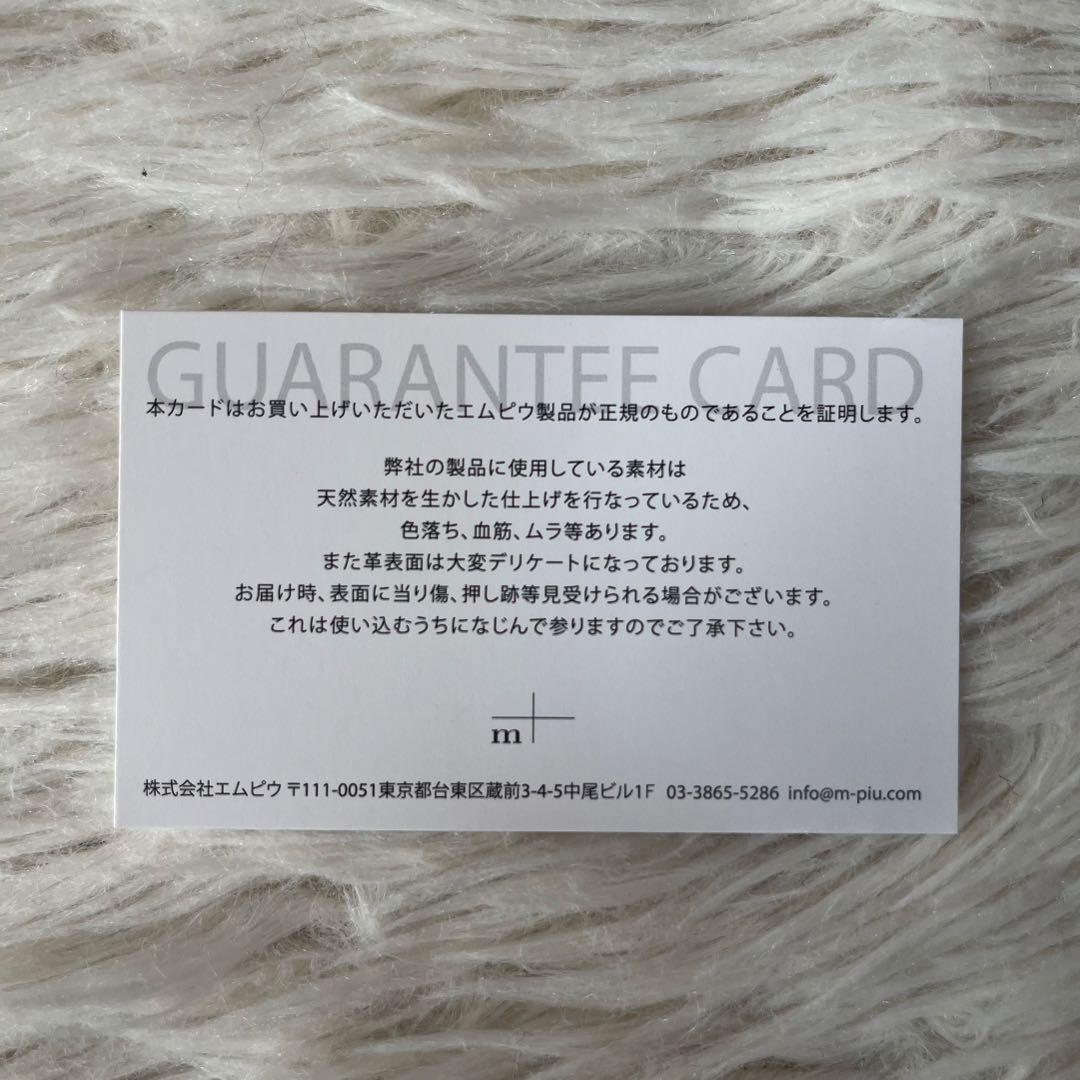 GUARANTEE CARD
本カードはお買い上げいただいたエムピウ製品が正規のものであることを証明します。
弊社の製品に使用している素材は
天然素材を生かした仕上げを行なっているため、
色落ち、血筋、ムラ等あります。
また革表面は大変デリケートになっております。
お届け時、表面に当り傷、押し跡等見受けられる場合がございます。
これは使い込むうちになじんで参りますのでご了承下さい。
m+
株式会社エムピウ 〒111-0051東京都台東区蔵前3-4-5中尾ビル1F 03-3865-5286 info@m-piu.com